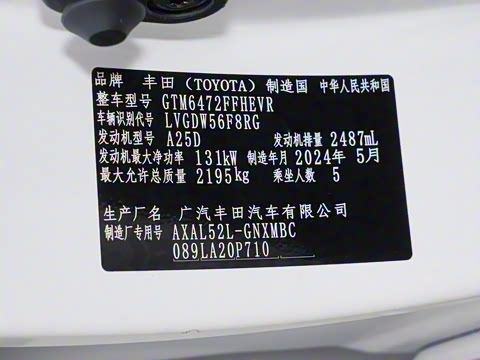 品牌 丰田（TOYOTA）制造国 中华人民共和国
整车型号 GTM6472FFHEVR
车辆识别代号 LVGDW56F8RG
发动机型号 A25D 发动机排量 2487mL
发动机最大净功率 131kW 制造年月 2024年 5月
最大允许总质量 2195kg 乘坐人数 5
生产厂名 广汽丰田汽车有限公司
制造厂专用号 AXAL52L-GNXMBC
089LA20P710